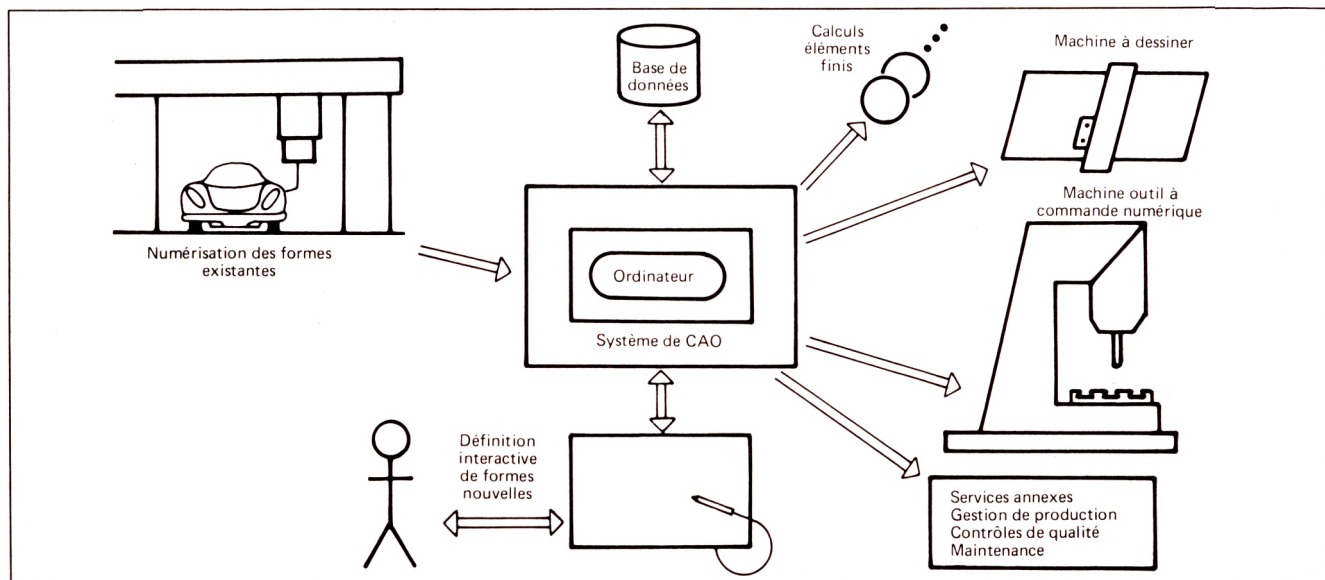 Calculs
éléments
finis
Machine à dessiner
Base de
données
Machine outil à
commande numérique
Numérisation des formes
existantes
Ordinateur
Système de CAO
Définition
interactive
de formes
nouvelles
Services annexes
Gestion de production
Contrôles de qualité
Maintenance